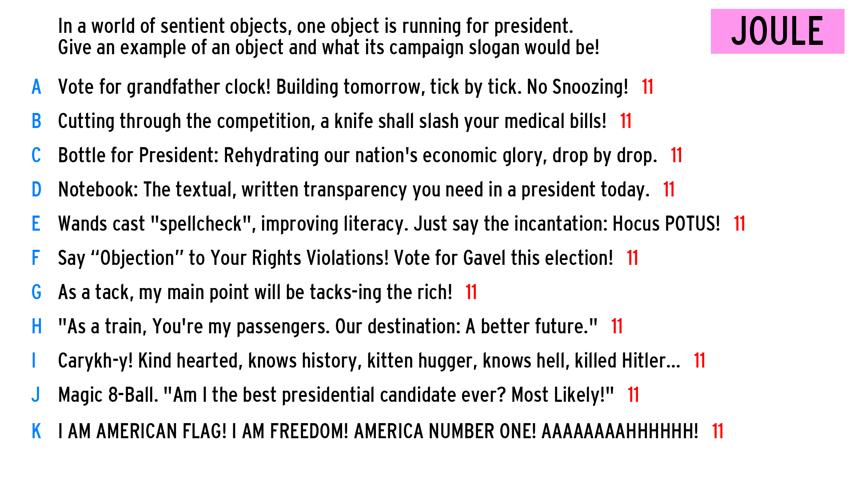 In a world of sentient objects, one object is running for president.
Give an example of an object and what its campaign slogan would be!
JOULE
A Vote for grandfather clock! Building tomorrow, tick by tick. No Snoozing! 11
B Cutting through the competition, a knife shall slash your medical bills! 11
C Bottle for President: Rehydrating our nation's economic glory, drop by drop. 11
D Notebook: The textual, written transparency you need in a president today. 11
E Wands cast "spellcheck", improving literacy. Just say the incantation: Hocus POTUS! 11
F Say “Objection” to Your Rights Violations! Vote for Gavel this election! 11
G As a tack, my main point will be tacks-ing the rich! 11
H "As a train, You're my passengers. Our destination: A better future." 11
I Carykh-y! Kind hearted, knows history, kitten hugger, knows hell, killed Hitler... 11
J Magic 8-Ball. "Am I the best presidential candidate ever? Most Likely!" 11
K I AM AMERICAN FLAG! I AM FREEDOM! AMERICA NUMBER ONE! AAAAAAAAHHHHHH! 11